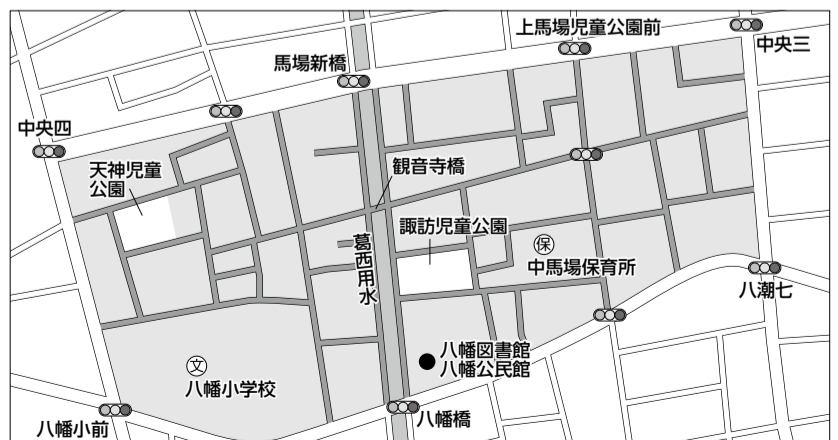 上馬場児童公園前
中央三
馬場新橋
中央四
天神児童
公園
観音寺橋
諏訪児童公園
葛西用水
保
中馬場保育所
八潮七
八幡図書館
八幡公民館
文
八幡小学校
八幡橋
八幡小前